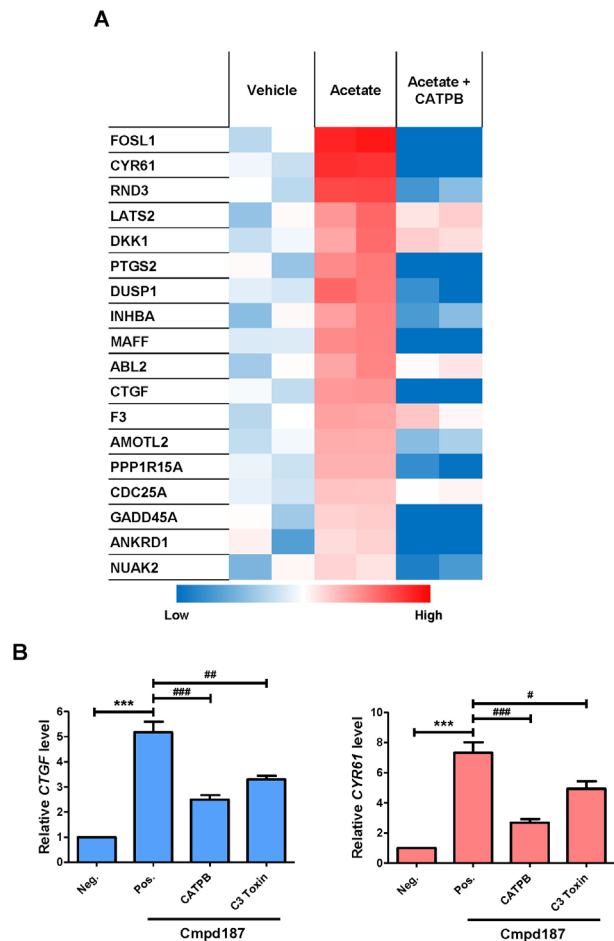 A
Vehicle
Acetate
Acetate +
CATPB
FOSL1
CYR61
RND3
LATS2
DKK1
PTGS2
DUSP1
INHBA
MAFF
ABL2
CTGF
F3
AMOTL2
PPP1R15A
CDC25A
GADD45A
ANKRD1
NUAK2
Low
High
B
Relative CTGF level
6
5
4
3
2
1
0
***
###
##
Neg.
Pos.
CATPB
C3 Toxin
Cmpd187
Relative CYR61 level
10
8
6
4
2
0
***
###
#
Neg.
Pos.
CATPB
C3 Toxin
Cmpd187